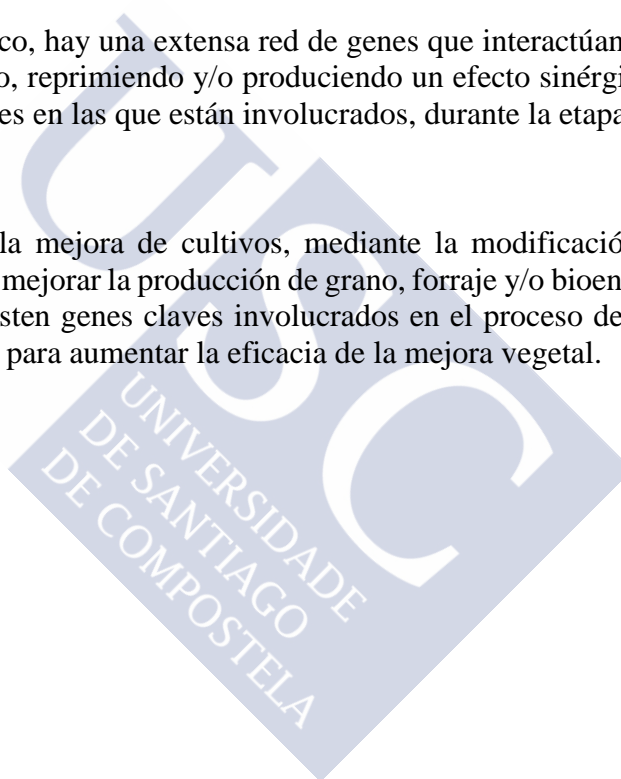 co, hay una extensa red de genes que interactúan
o, reprimiendo y/o produciendo un efecto sinérgi
es en las que están involucrados, durante la etapa
la mejora de cultivos, mediante la modificació
mejorar la producción de grano, forraje y/o bioen
sten genes claves involucrados en el proceso de
para aumentar la eficacia de la mejora vegetal.
USC
UNIVERSIDADE
DE SANTIAGO
DE COMPOSTELA